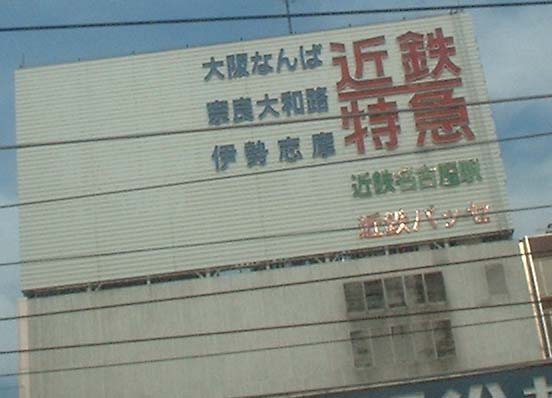 大阪なんば
奈良大和路
伊勢志摩
近鉄
特急
近鉄名古屋駅
近鉄パッセ